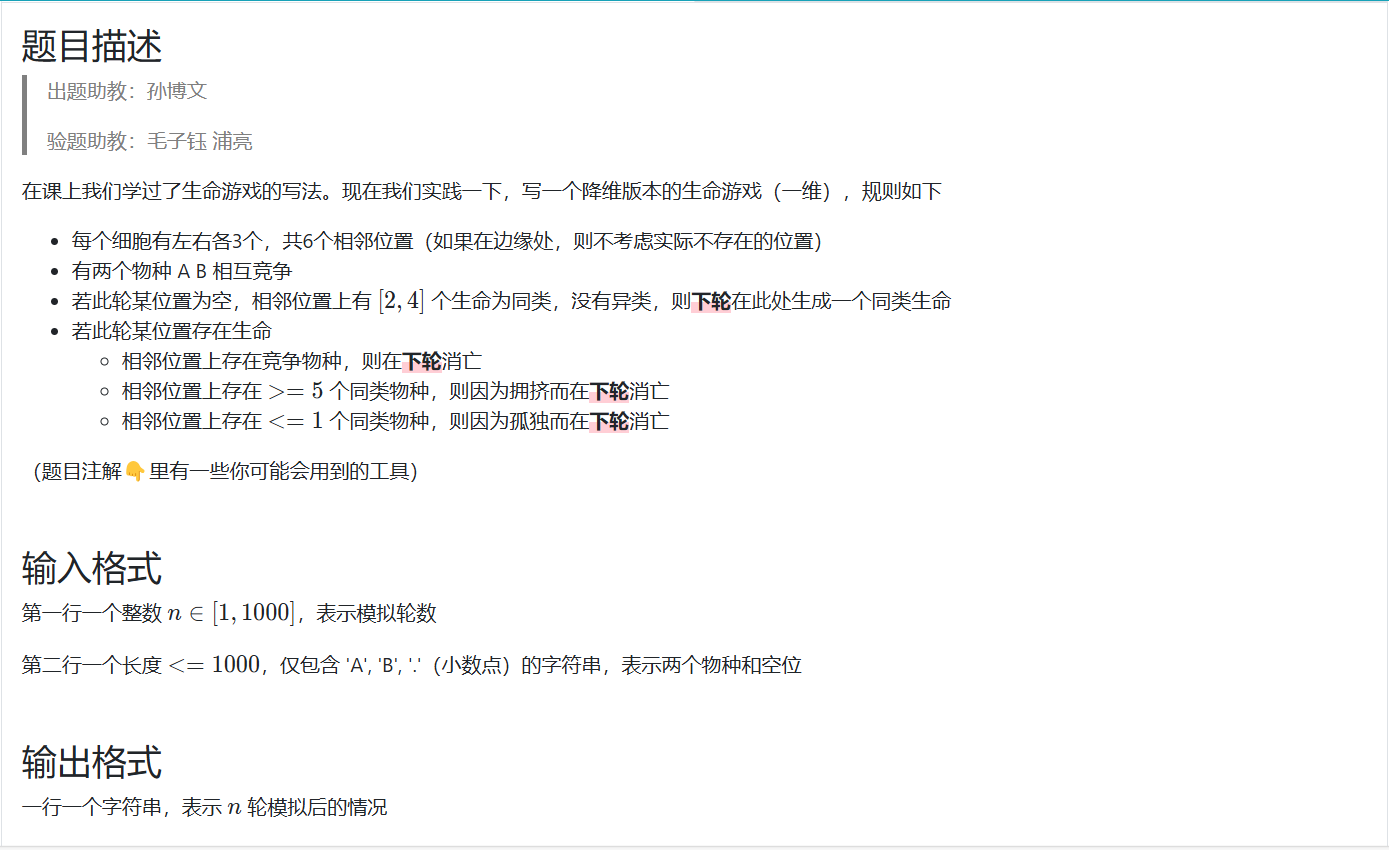 题目描述
出题助教：孙博文
验题助教：毛子钰 浦亮
在课上我们学过了生命游戏的写法。现在我们实践一下，写一个降维版本的生命游戏（一维），规则如下
• 每个细胞有左右各3个，共6个相邻位置（如果在边缘处，则不考虑实际不存在的位置）
• 有两个物种 A B 相互竞争
• 若此轮某位置为空，相邻位置上有 [2, 4] 个生命为同类，没有异类，则下轮在此处生成一个同类生命
• 若此轮某位置存在生命
◦ 相邻位置上存在竞争物种，则在下轮消亡
◦ 相邻位置上存在 >= 5 个同类物种，则因为拥挤而在下轮消亡
◦ 相邻位置上存在 <= 1 个同类物种，则因为孤独而在下轮消亡
（题目注解👇里有一些你可能会用到的工具）
输入格式
第一行一个整数 n ∈ [1, 1000]，表示模拟轮数
第二行一个长度 <= 1000，仅包含 'A', 'B', '.'（小数点）的字符串，表示两个物种和空位
输出格式
一行一个字符串，表示 n 轮模拟后的情况